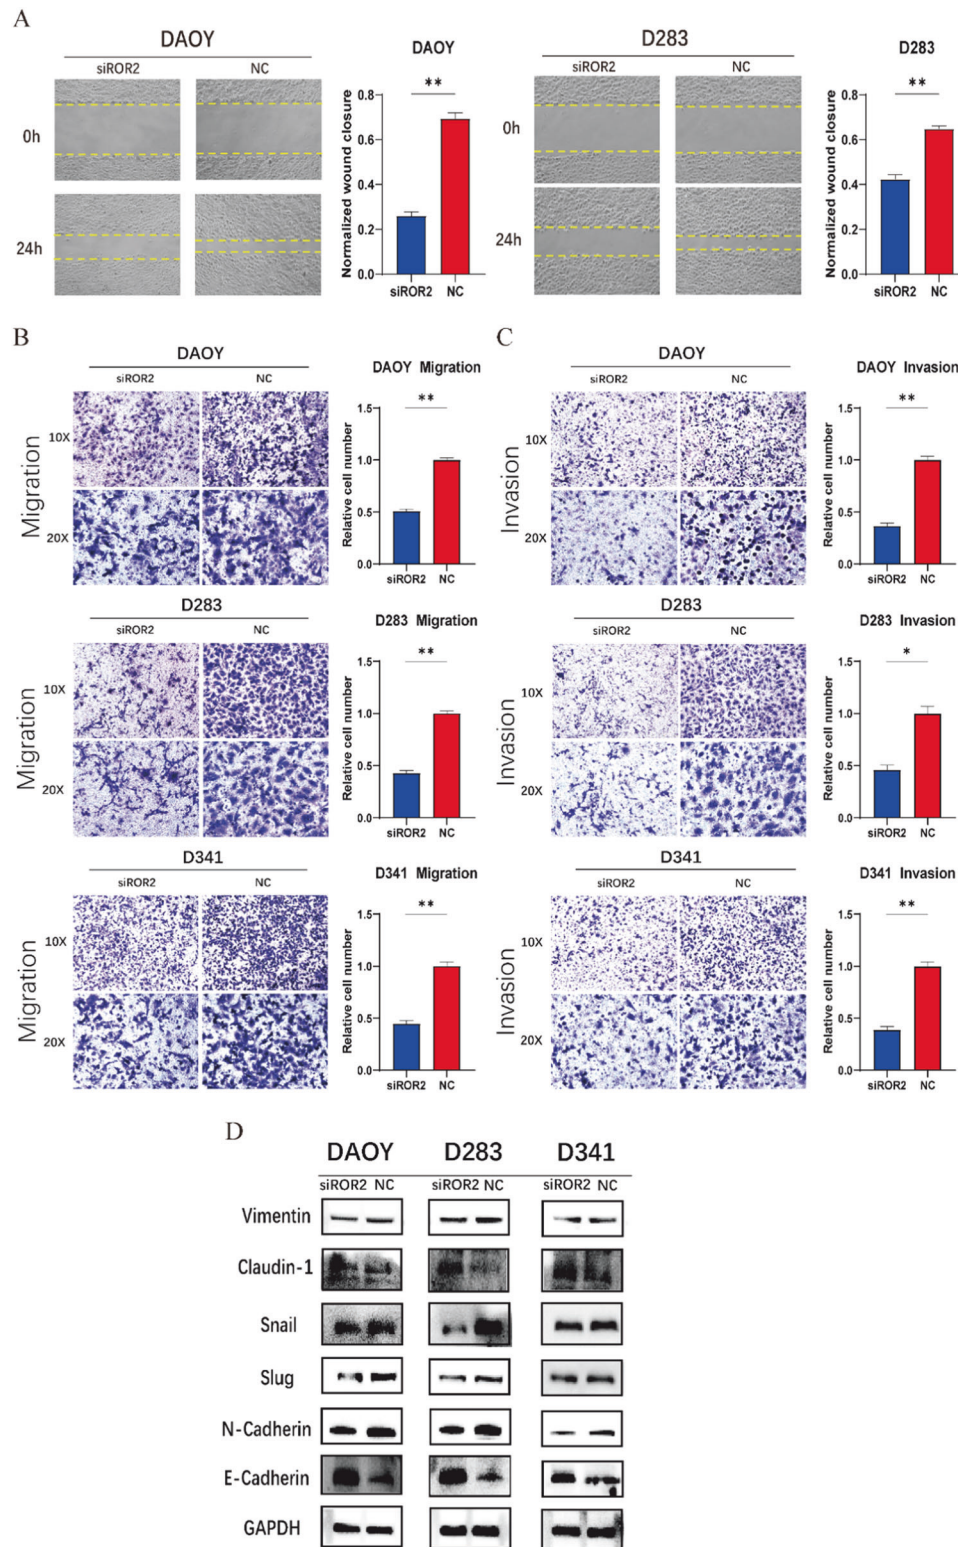 A
DAOY
siROR2 NC
0h
24h
DAOY
**
Normalized wound closure
0.8
0.6
0.4
0.2
0.0
siROR2 NC
D283
siROR2 NC
0h
24h
D283
**
Normalized wound closure
0.8
0.6
0.4
0.2
0.0
siROR2 NC
B
DAOY
siROR2 NC
Migration
10X
20X
DAOY Migration
**
Relative cell number
1.5
1.0
0.5
0.0
siROR2 NC
D283
siROR2 NC
Migration
10X
20X
D283 Migration
**
Relative cell number
1.5
1.0
0.5
0.0
siROR2 NC
D341
siROR2 NC
Migration
10X
20X
D341 Migration
**
Relative cell number
1.5
1.0
0.5
0.0
siROR2 NC
C
DAOY
siROR2 NC
Invasion
10X
20X
DAOY Invasion
**
Relative cell number
1.5
1.0
0.5
0.0
siROR2 NC
D283
siROR2 NC
Invasion
10X
20X
D283 Invasion
*
Relative cell number
1.5
1.0
0.5
0.0
siROR2 NC
D341
siROR2 NC
Invasion
10X
20X
D341 Invasion
**
Relative cell number
1.5
1.0
0.5
0.0
siROR2 NC
D
DAOY D283 D341
siROR2 NC siROR2 NC siROR2 NC
Vimentin
Claudin-1
Snail
Slug
N-Cadherin
E-Cadherin
GAPDH